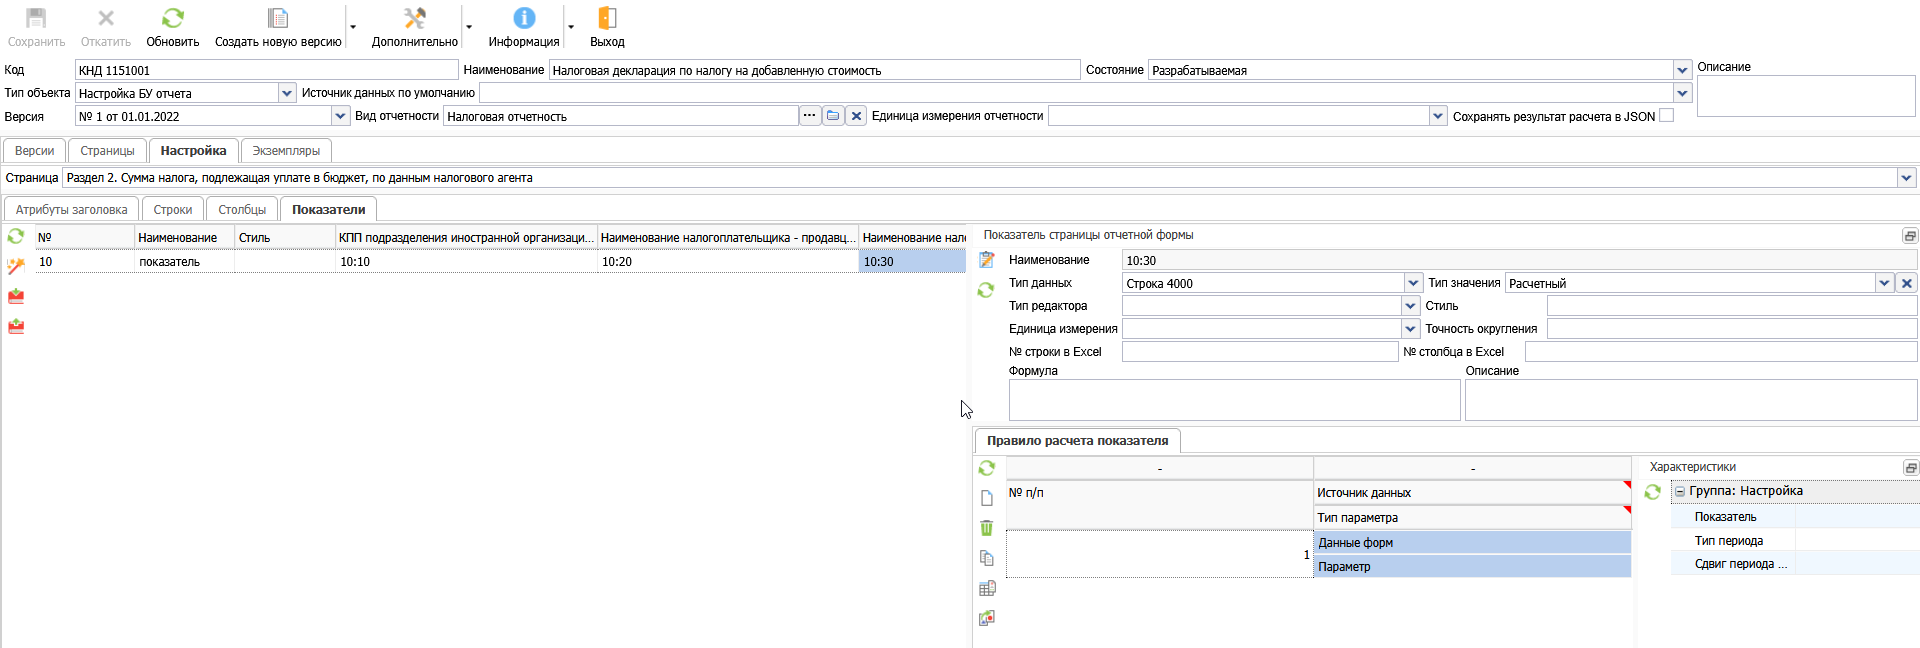 Сохранить Откатить Обновить Создать новую версию Дополнительно Информация Выход
Код КНД 1151001 Наименование Налоговая декларация по налогу на добавленную стоимость Состояние Разрабатываемая Описание
Тип объекта Настройка БУ отчета Источник данных по умолчанию
Версия № 1 от 01.01.2022 Вид отчетности Налоговая отчетность ... Единица измерения отчетности Сохранять результат расчета в JSON
Версии Страницы Настройка Экземпляры
Страница Раздел 2. Сумма налога, подлежащая уплате в бюджет, по данным налогового агента
Атрибуты заголовка Строки Столбцы Показатели
№ Наименование Стиль КПП подразделения иностранной организаци... Наименование налогоплательщика - продавц... Наименование нал
10 показатель 10:10 10:20 10:30
Показатель страницы отчетной формы
Наименование 10:30
Тип данных Строка 4000 Тип значения Расчетный
Тип редактора Стиль
Единица измерения Точность округления
№ строки в Excel № столбца в Excel
Формула Описание
Правило расчета показателя
- -
№ п/п Источник данных
Тип параметра
1 Данные форм
Параметр
Характеристики
Группа: Настройка
Показатель
Тип периода
Сдвиг периода ...